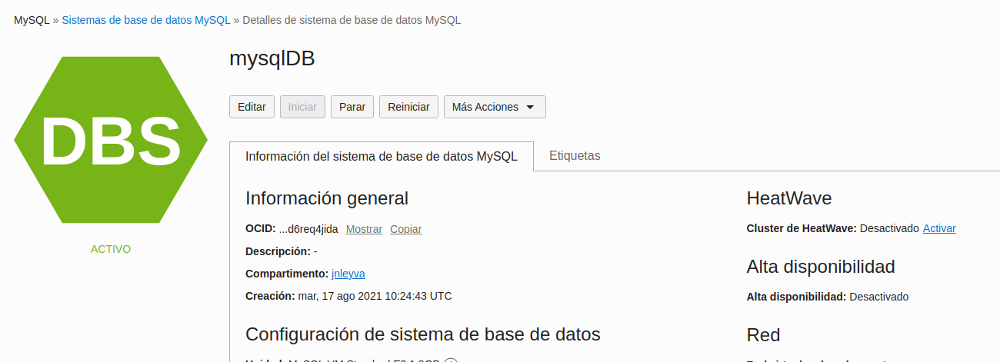 MySQL » Sistemas de base de datos MySQL » Detalles de sistema de base de datos MySQL
mysqlDB
Editar Iniciar Parar Reiniciar Más Acciones
DBS
ACTIVO
Información del sistema de base de datos MySQL Etiquetas
Información general
OCID: ...d6req4jida Mostrar Copiar
Descripción: -
Compartimento: jnleyva
Creación: mar, 17 ago 2021 10:24:43 UTC
Configuración de sistema de base de datos
HeatWave
Cluster de HeatWave: Desactivado Activar
Alta disponibilidad
Alta disponibilidad: Desactivado
Red